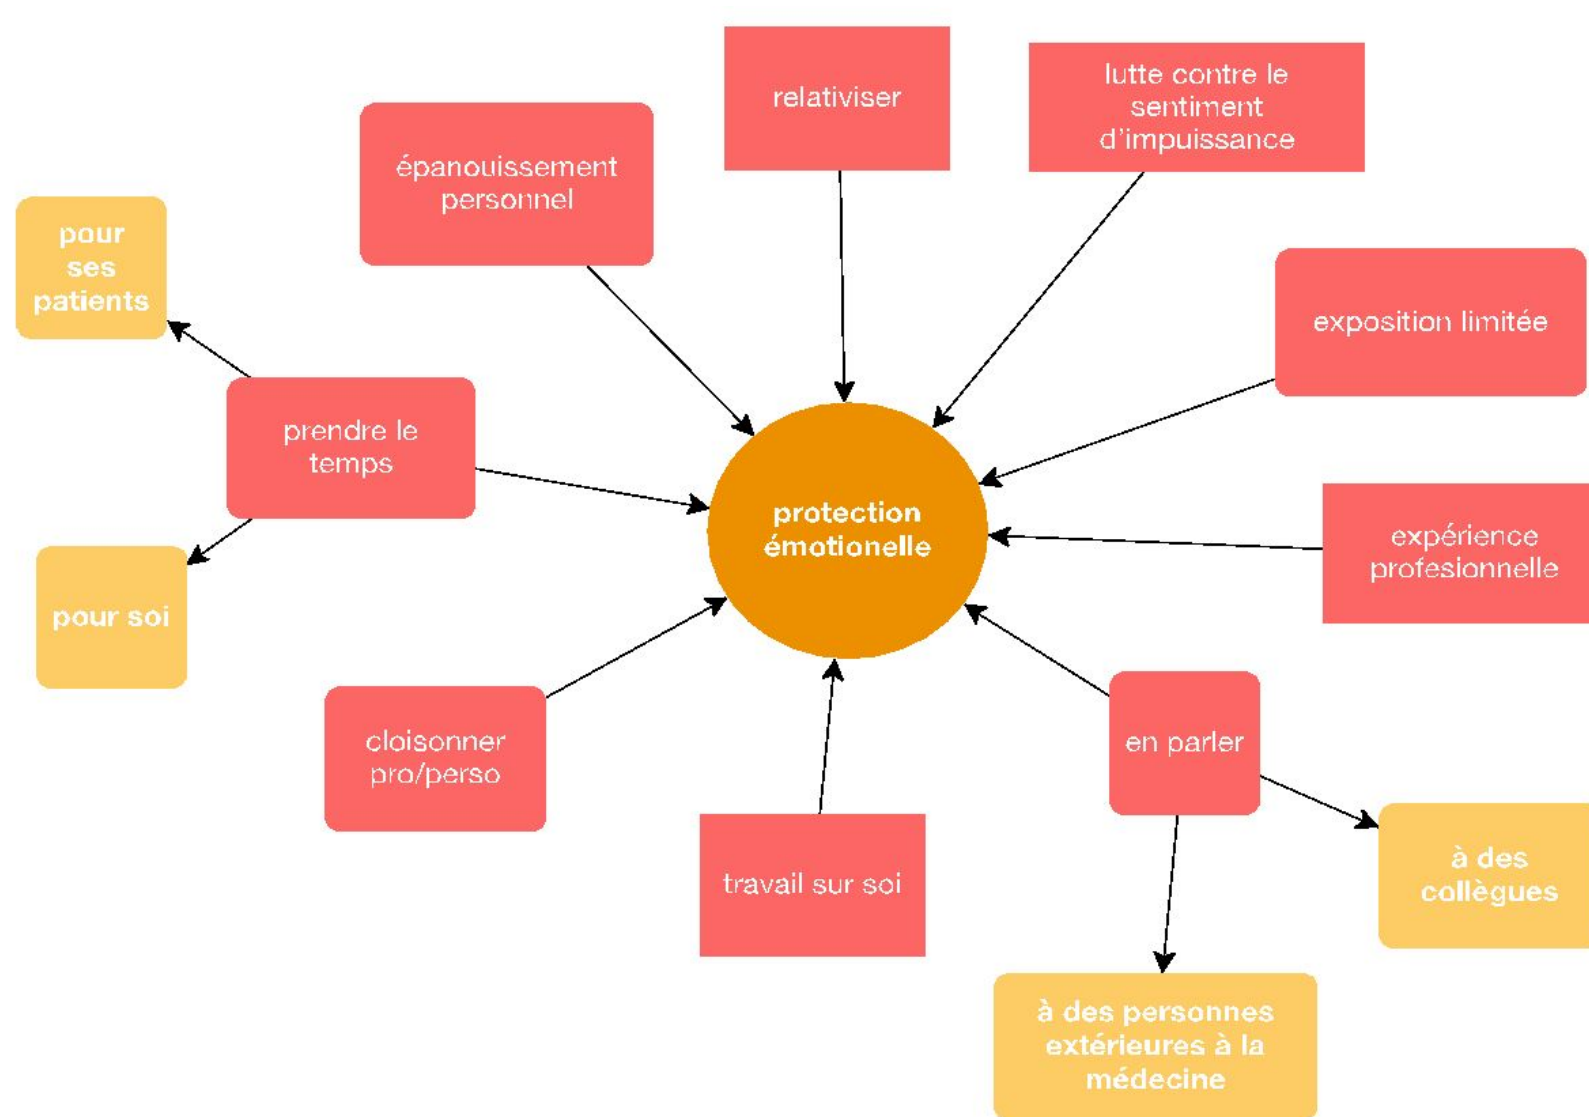 relativiser
lutte contre le
sentiment
d'impuissance
épanouissement
personnel
pour
ses
patients
exposition limitée
prendre le
temps
protection
émotionelle
expérience
profesionnelle
pour soi
cloisonner
pro/perso
en parler
travail sur soi
à des
collègues
à des personnes
extérieures à la
médecine